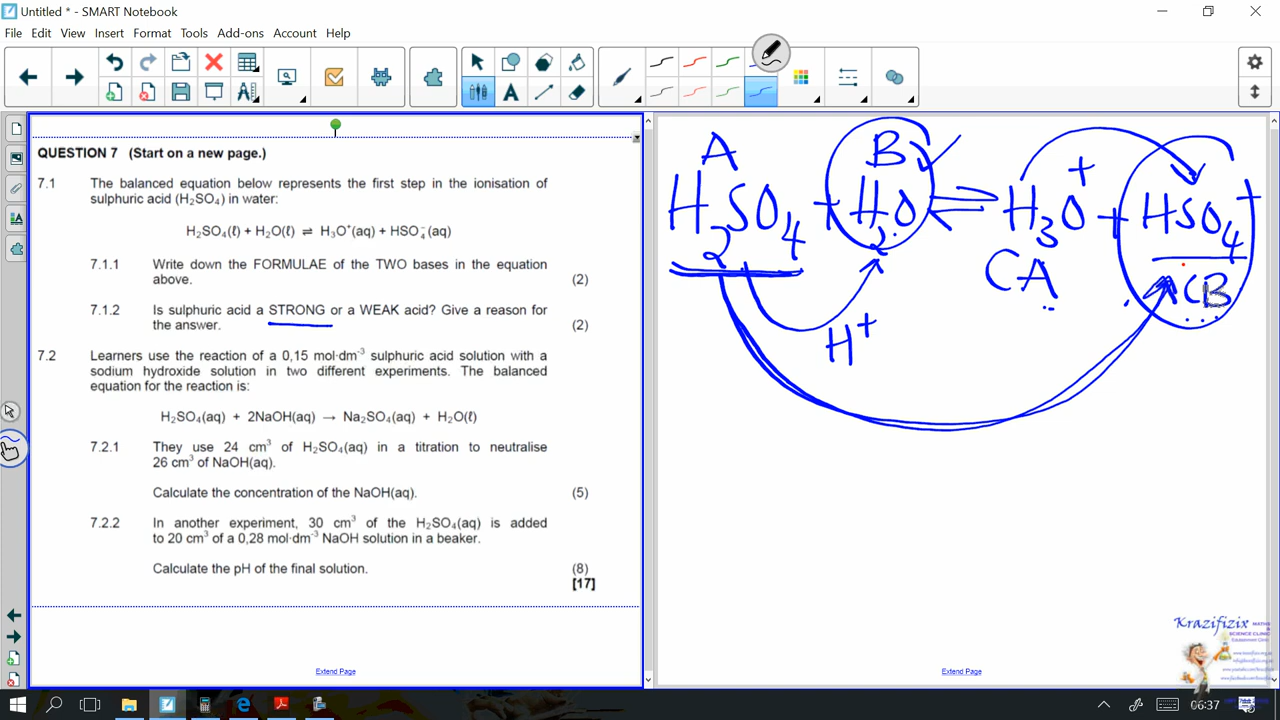 Untitled * - SMART Notebook
File Edit View Insert Format Tools Add-ons Account Help
QUESTION 7 (Start on a new page.)
7.1 The balanced equation below represents the first step in the ionisation of
sulphuric acid (H₂SO₄) in water:
H₂SO₄(ℓ) + H₂O(ℓ) ⇌ H₃O⁺(aq) + HSO₄⁻(aq)
7.1.1 Write down the FORMULAE of the TWO bases in the equation
above. (2)
7.1.2 Is sulphuric acid a STRONG or a WEAK acid? Give a reason for
the answer. (2)
7.2 Learners use the reaction of a 0,15 mol·dm⁻³ sulphuric acid solution with a
sodium hydroxide solution in two different experiments. The balanced
equation for the reaction is:
H₂SO₄(aq) + 2NaOH(aq) → Na₂SO₄(aq) + H₂O(ℓ)
7.2.1 They use 24 cm³ of H₂SO₄(aq) in a titration to neutralise
26 cm³ of NaOH(aq).
Calculate the concentration of the NaOH(aq). (5)
7.2.2 In another experiment, 30 cm³ of the H₂SO₄(aq) is added
to 20 cm³ of a 0,28 mol·dm⁻³ NaOH solution in a beaker.
Calculate the pH of the final solution. (8)
[17]
Extend Page
A B
H₂SO₄ + H₂O ⇌ H₃O⁺ + HSO₄
CA CB
H⁺
Krazifizix MATHS &
SCIENCE CLINIC
Extend Page
06:37